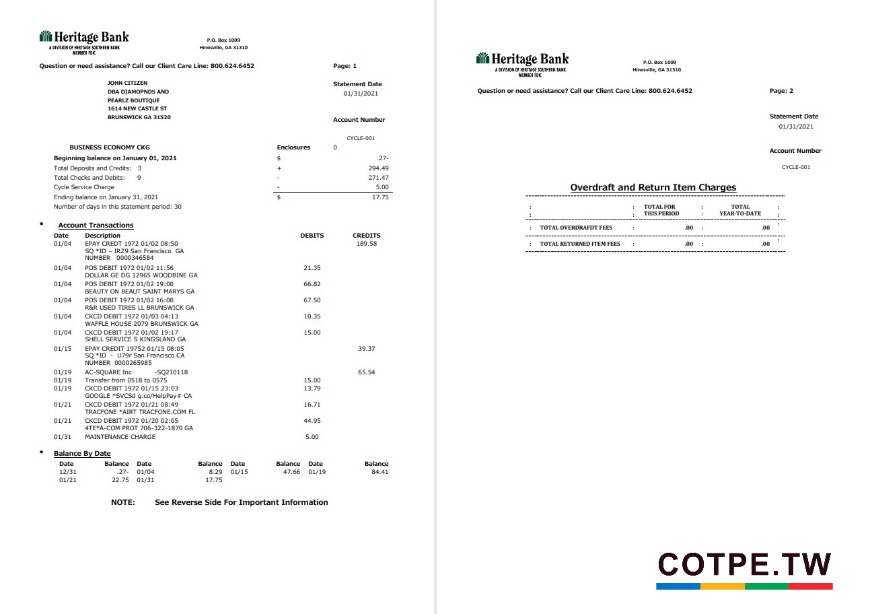 Heritage Bank
A DIVISION OF HERITAGE SOUTHERN BANK
MEMBER FDIC
P.O. Box 1009
Hinesville, GA 31310
Question or need assistance? Call our Client Care Line: 800.624.6452
Page: 1
JOHN CITIZEN
DBA DIAMOPNDS AND
PEARLZ BOUTIQUE
1614 NEW CASTLE ST
BRUNSWICK GA 31520
Statement Date
01/31/2021
Account Number
CYCLE-001
BUSINESS ECONOMY CKG Enclosures 0
Beginning balance on January 01, 2021 $ .27-
Total Deposits and Credits: 3 + 294.49
Total Checks and Debits: 9 - 271.47
Cycle Service Charge - 5.00
Ending balance on January 31, 2021 $ 17.75
Number of days in this statement period: 30
• Account Transactions
Date Description DEBITS CREDITS
01/04 EPAY CREDT 1972 01/02 08:50 189.58
SQ *ID – IRZ9 San Francisco GA
NUMBER 0000346584
01/04 POS DEBIT 1972 01/02 11:56 21.35
DOLLAR GE DG 12965 WOODBINE GA
01/04 POS DEBIT 1972 01/02 19:00 66.82
BEAUTY ON BEAUT SAINT MARYS GA
01/04 POS DEBIT 1972 01/02 16:00 67.50
R&R USED TIRES LL BRUNSWICK GA
01/04 CKCD DEBIT 1972 01/03 04:13 10.35
WAFFLE HOUSE 2079 BRUNSWICK GA
01/04 CKCD DEBIT 1972 01/02 19:17 15.00
SHELL SERVICE S KINGSLAND GA
01/15 EPAY CREDIT 19752 01/15 08:05 39.37
SQ *ID - U79r San Francisco CA
NUMBER 0000265985
01/19 AC-SQUARE Inc -SQ210118 65.54
01/19 Transfer from 0518 to 0575 15.00
01/19 CKCD DEBIT 1972 01/15 23:03 13.79
GOOGLE *SVCSd g.co/HelpPay# CA
01/21 CKCD DEBIT 1972 01/21 08:49 16.71
TRACFONE *AIRT TRACFONE.COM FL
01/21 CKCD DEBIT 1972 01/20 02:05 44.95
4TE*A-COM PROT 706-322-1870 GA
01/31 MAINTENANCE CHARGE 5.00
• Balance By Date
Date Balance Date Balance Date Balance Date Balance
12/31 .27- 01/04 8.29 01/15 47.66 01/19 84.41
01/21 22.75 01/31 17.75
NOTE: See Reverse Side For Important Information
Heritage Bank
A DIVISION OF HERITAGE SOUTHERN BANK
MEMBER FDIC
P.O. Box 1009
Hinesville, GA 31310
Question or need assistance? Call our Client Care Line: 800.624.6452
Page: 2
Statement Date
01/31/2021
Account Number
CYCLE-001
Overdraft and Return Item Charges
: : TOTAL FOR : TOTAL :
: : THIS PERIOD : YEAR-TO-DATE :
: TOTAL OVERDRAFDT FEES : .00 : .00 :
: TOTAL RETURNED ITEM FEES : .00 : .00 :
COTPE.TW